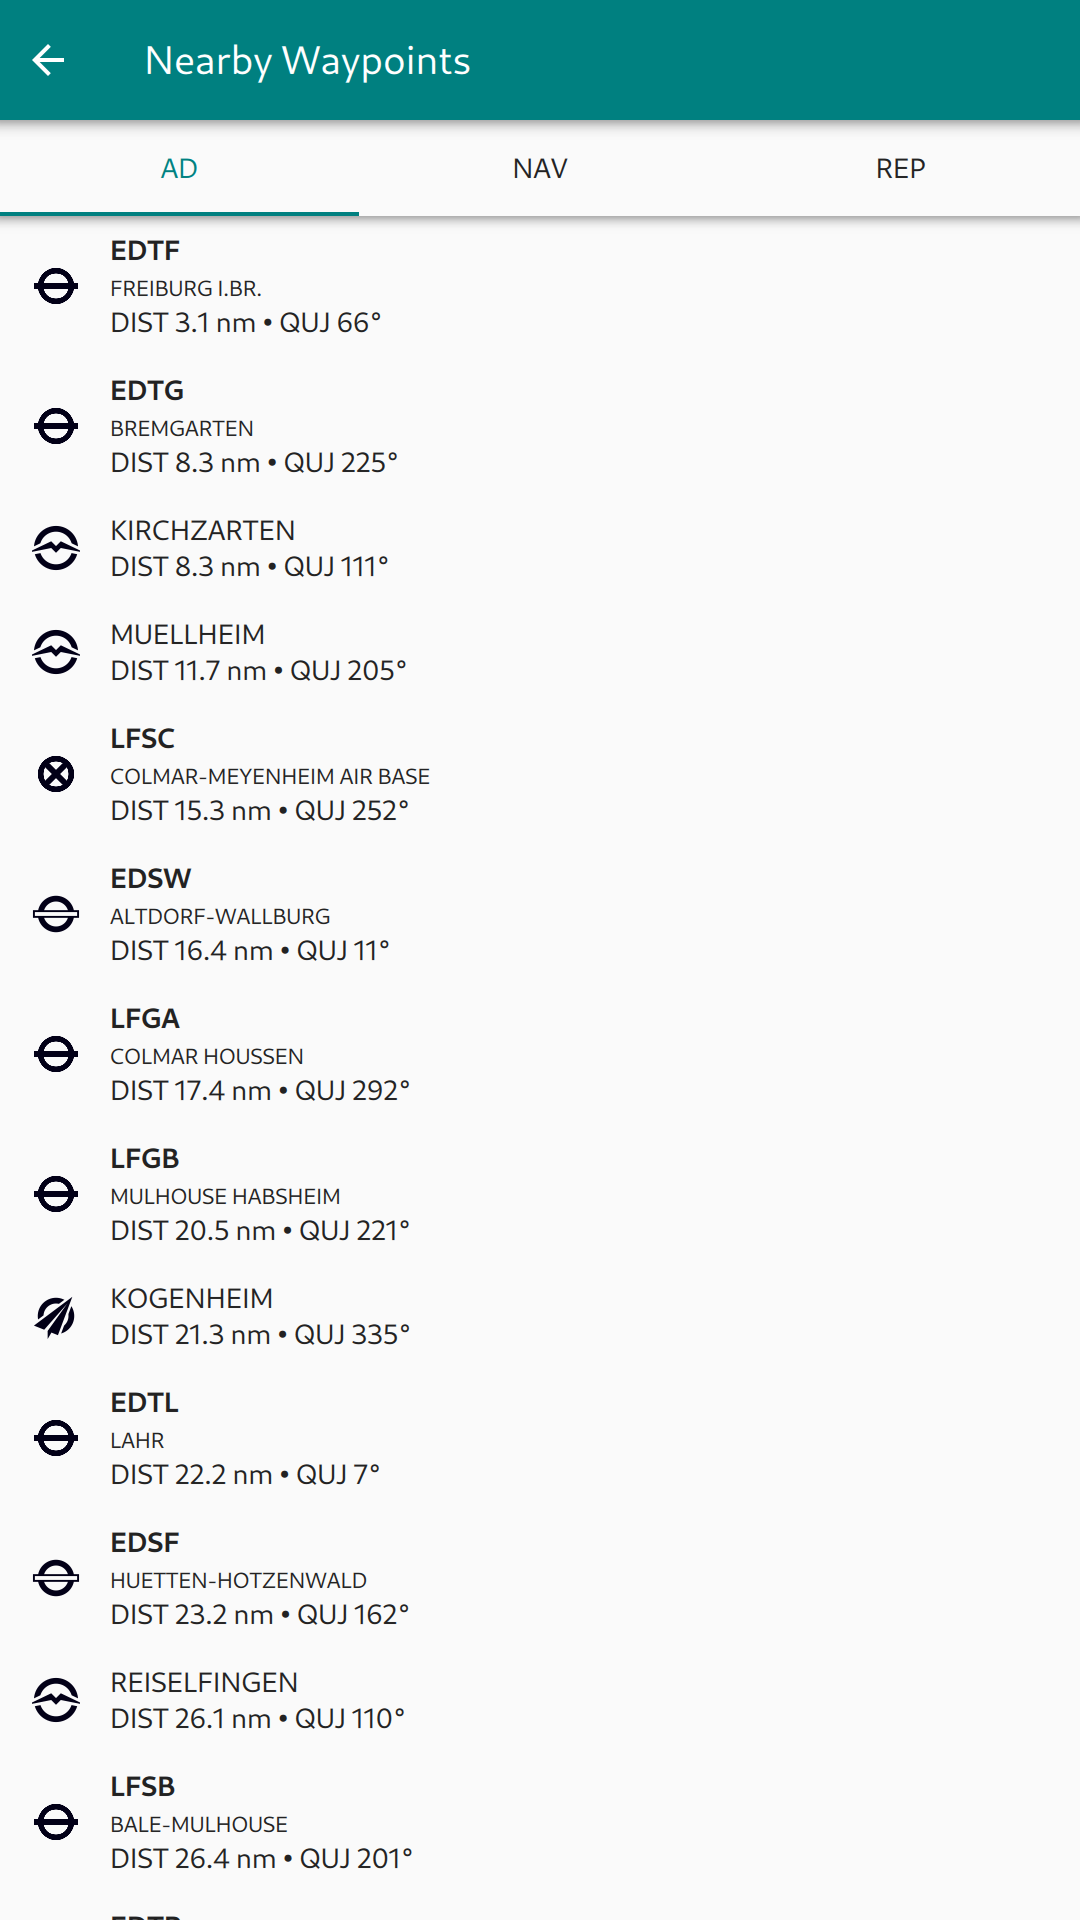 Nearby Waypoints
AD
NAV
REP
EDTF
FREIBURG I.BR.
DIST 3.1 nm • QUJ 66°
EDTG
BREMGARTEN
DIST 8.3 nm • QUJ 225°
KIRCHZARTEN
DIST 8.3 nm • QUJ 111°
MUELLHEIM
DIST 11.7 nm • QUJ 205°
LFSC
COLMAR-MEYENHEIM AIR BASE
DIST 15.3 nm • QUJ 252°
EDSW
ALTDORF-WALLBURG
DIST 16.4 nm • QUJ 11°
LFGA
COLMAR HOUSSEN
DIST 17.4 nm • QUJ 292°
LFGB
MULHOUSE HABSHEIM
DIST 20.5 nm • QUJ 221°
KOGENHEIM
DIST 21.3 nm • QUJ 335°
EDTL
LAHR
DIST 22.2 nm • QUJ 7°
EDSF
HUETTEN-HOTZENWALD
DIST 23.2 nm • QUJ 162°
REISELFINGEN
DIST 26.1 nm • QUJ 110°
LFSB
BALE-MULHOUSE
DIST 26.4 nm • QUJ 201°